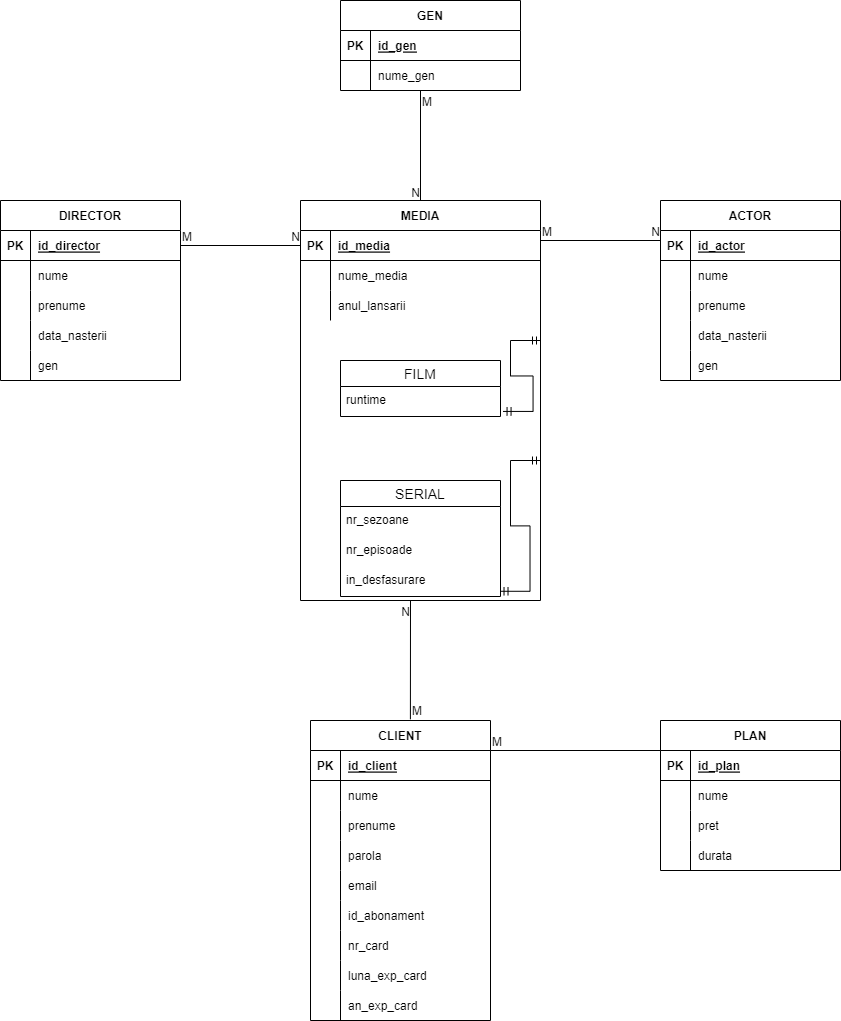 GEN
PK id_gen
nume_gen
M
N
DIRECTOR
PK id_director
nume
prenume
data_nasterii
gen
M
N
MEDIA
PK id_media
nume_media
anul_lansarii
FILM
runtime
SERIAL
nr_sezoane
nr_episoade
in_desfasurare
M
N
ACTOR
PK id_actor
nume
prenume
data_nasterii
gen
N
M
CLIENT
PK id_client
nume
prenume
parola
email
id_abonament
nr_card
luna_exp_card
an_exp_card
M
PLAN
PK id_plan
nume
pret
durata